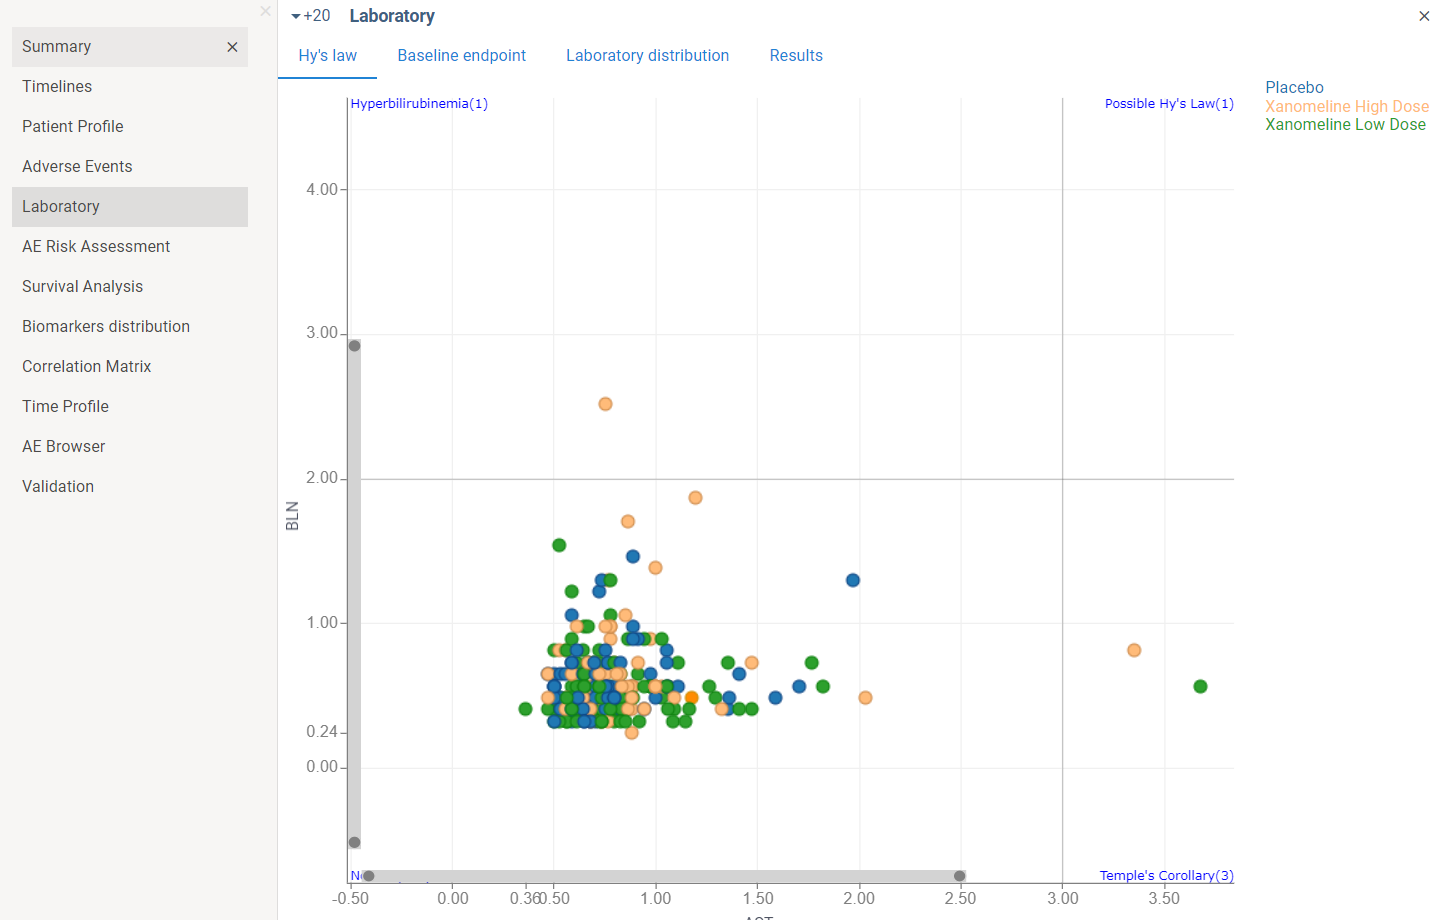 Summary
Timelines
Patient Profile
Adverse Events
Laboratory
AE Risk Assessment
Survival Analysis
Biomarkers distribution
Correlation Matrix
Time Profile
AE Browser
Validation
+20 Laboratory
Hy's law Baseline endpoint Laboratory distribution Results
Placebo
Xanomeline High Dose
Xanomeline Low Dose
Hyperbilirubinemia(1) Possible Hy's Law(1)
4.00
3.00
2.00
BLN
1.00
0.24
0.00
Temple's Corollary(3)
-0.50 0.00 0.36 0.50 1.00 1.50 2.00 2.50 3.00 3.50